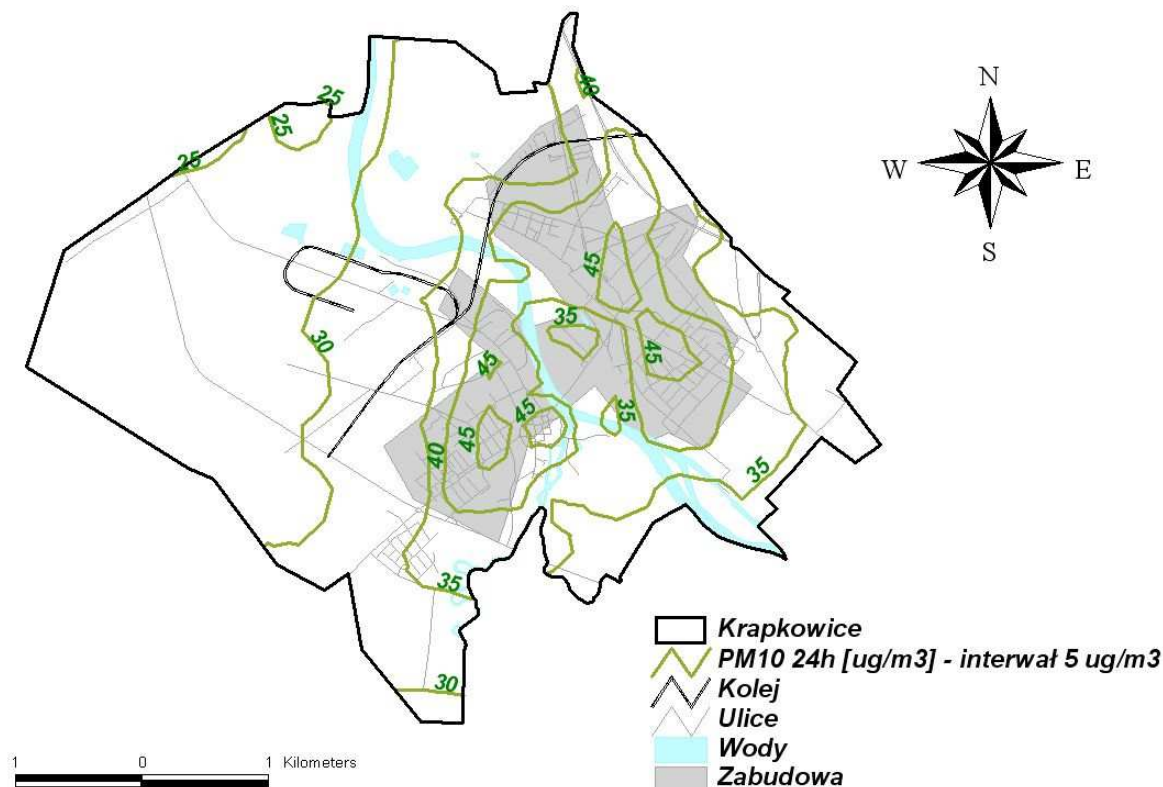 N
W
E
S
40
25
25
25
45
30
35
45
45
45
35
45
40
35
35
30
Krapkowice
PM10 24h [ug/m3] - interwał 5 ug/m3
Kolej
Ulice
Wody
Zabudowa
1 0 1 Kilometers